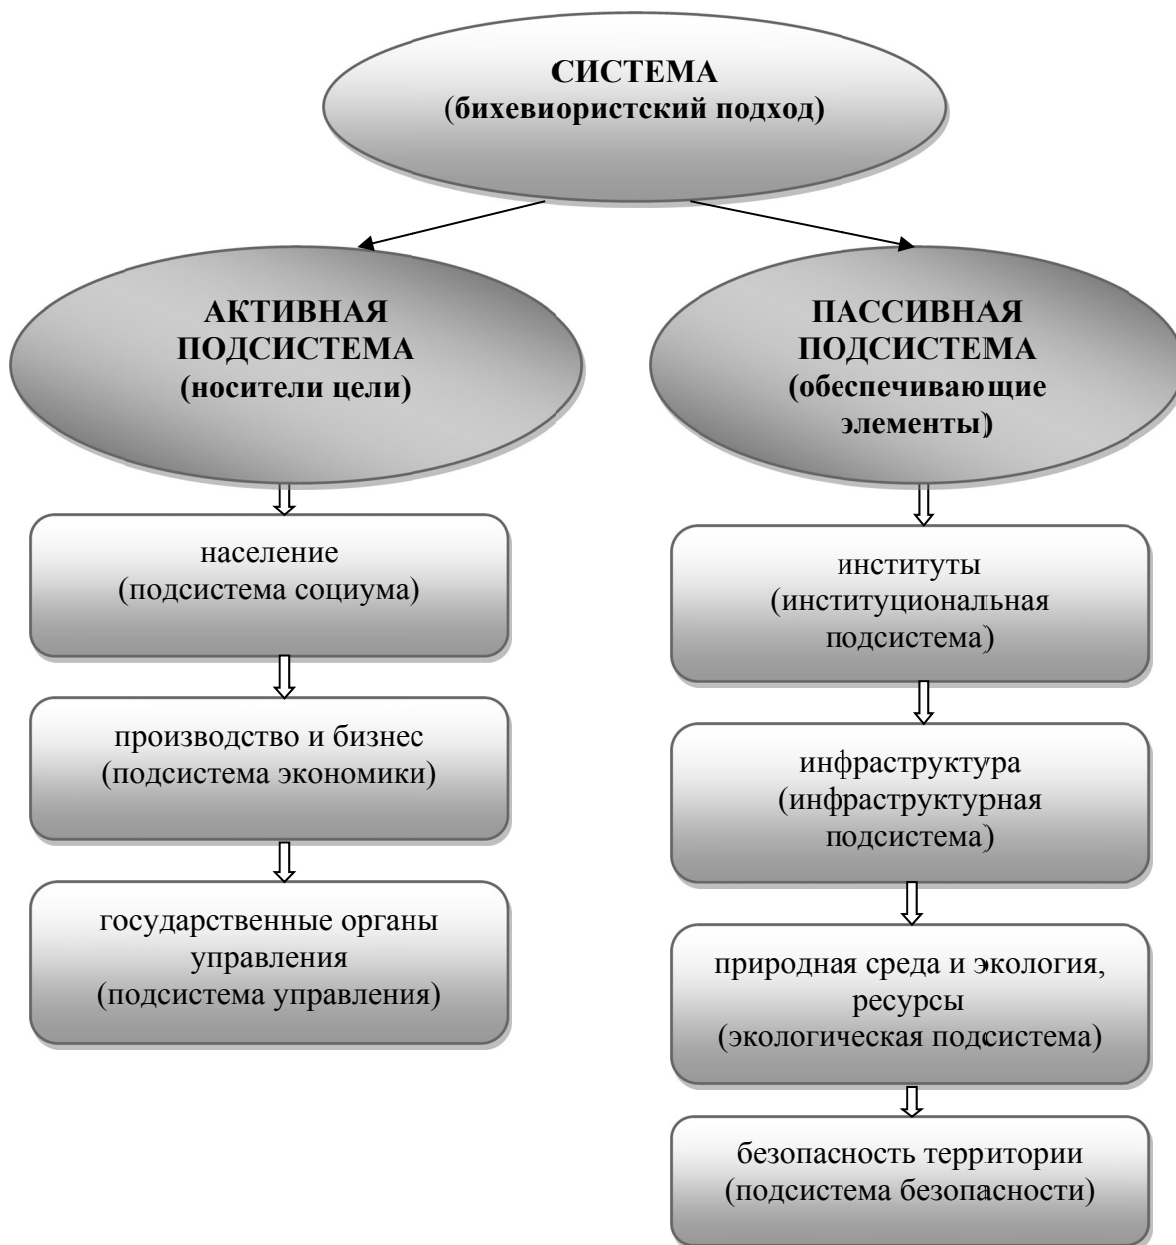 СИСТЕМА
(бихевиористский подход)
АКТИВНАЯ
ПОДСИСТЕМА
(носители цели)
ПАССИВНАЯ
ПОДСИСТЕМА
(обеспечивающие
элементы)
население
(подсистема социума)
производство и бизнес
(подсистема экономики)
государственные органы
управления
(подсистема управления)
институты
(институциональная
подсистема)
инфраструктура
(инфраструктурная
подсистема)
природная среда и экология,
ресурсы
(экологическая подсистема)
безопасность территории
(подсистема безопасности)